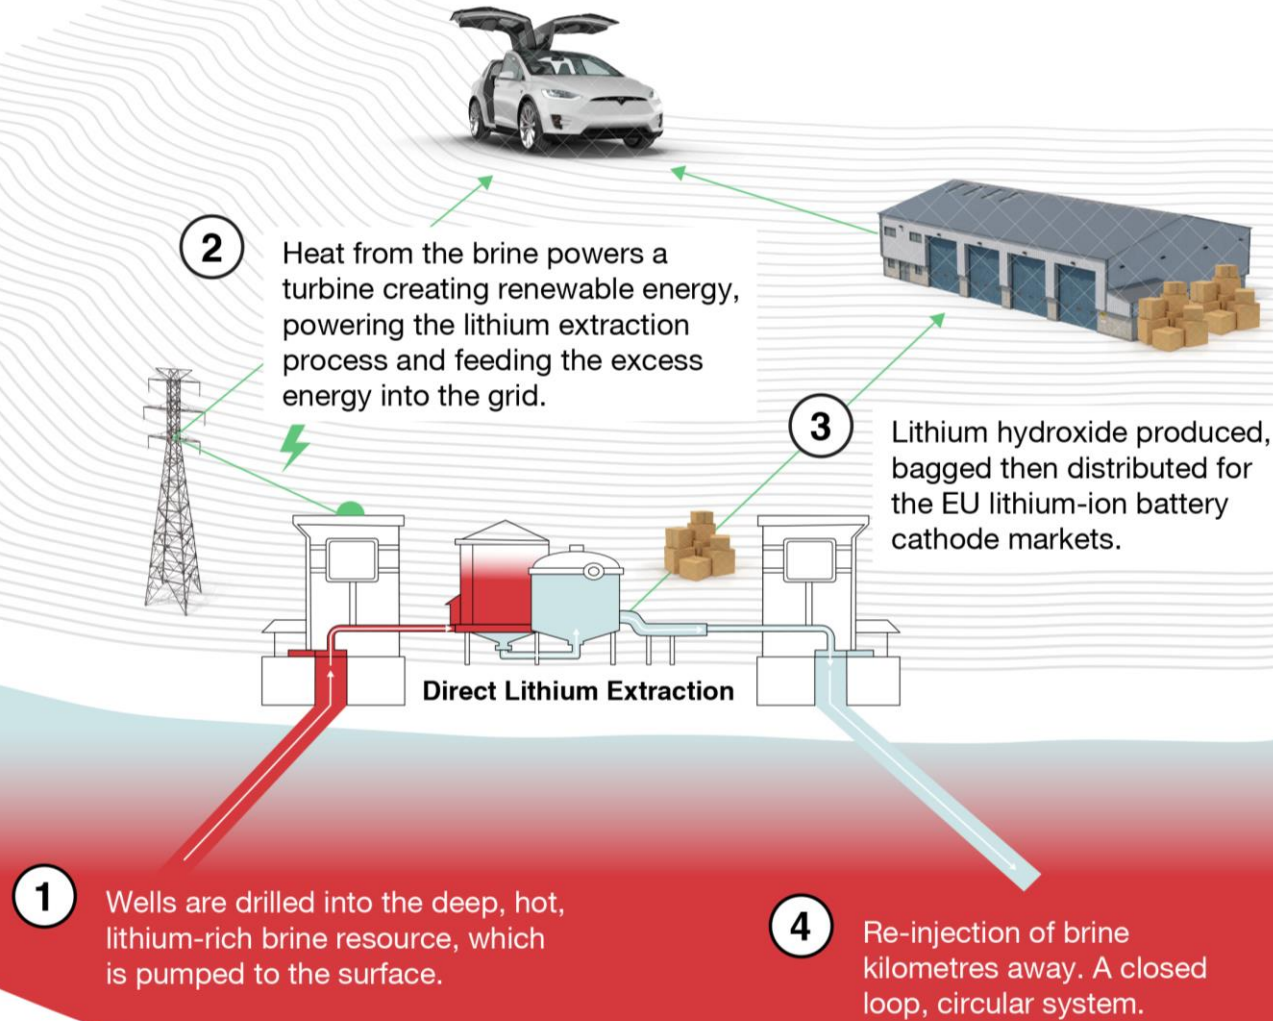 2
Heat from the brine powers a
turbine creating renewable energy,
powering the lithium extraction
process and feeding the excess
energy into the grid.
3
Lithium hydroxide produced,
bagged then distributed for
the EU lithium-ion battery
cathode markets.
Direct Lithium Extraction
1
Wells are drilled into the deep, hot,
lithium-rich brine resource, which
is pumped to the surface.
4
Re-injection of brine
kilometres away. A closed
loop, circular system.